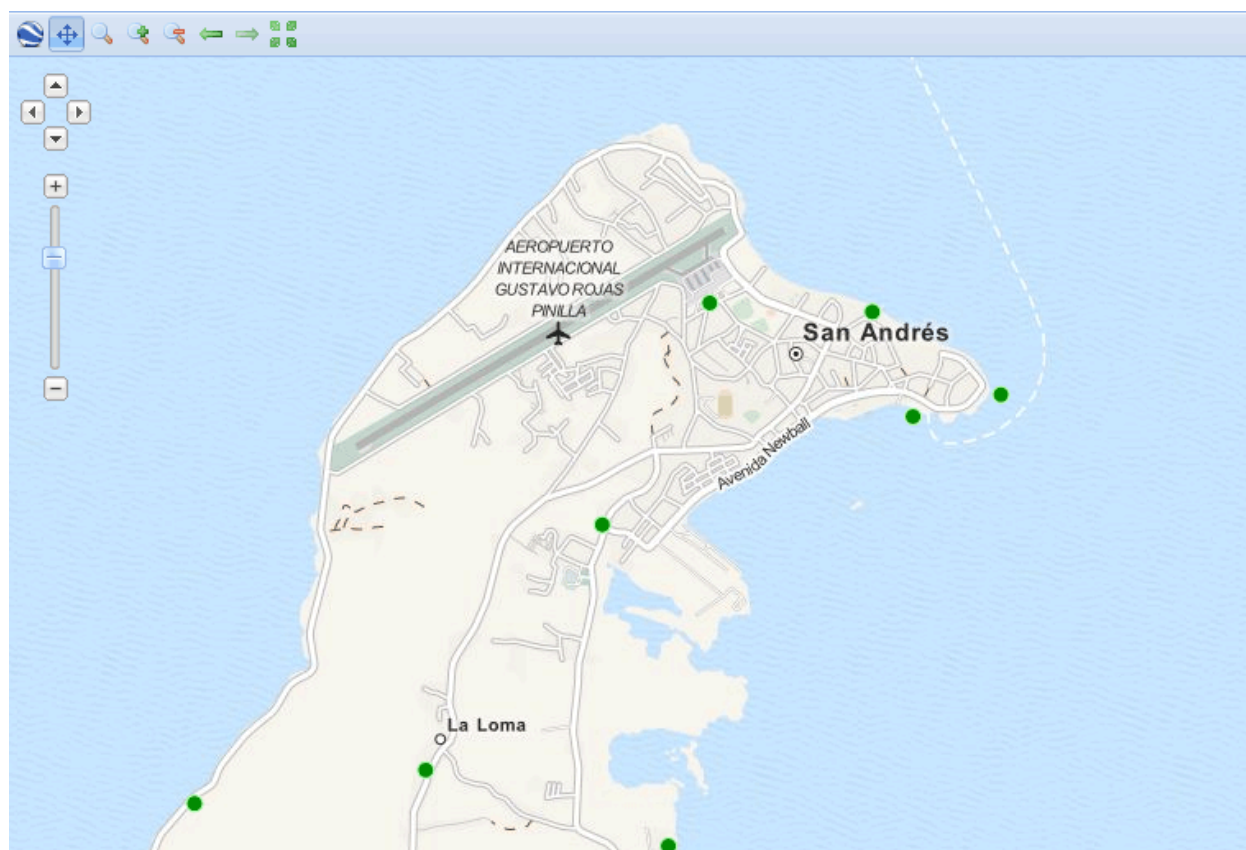 AEROPUERTO
INTERNACIONAL
GUSTAVO ROJAS
PINILLA
San Andrés
Avenida Newball
La Loma